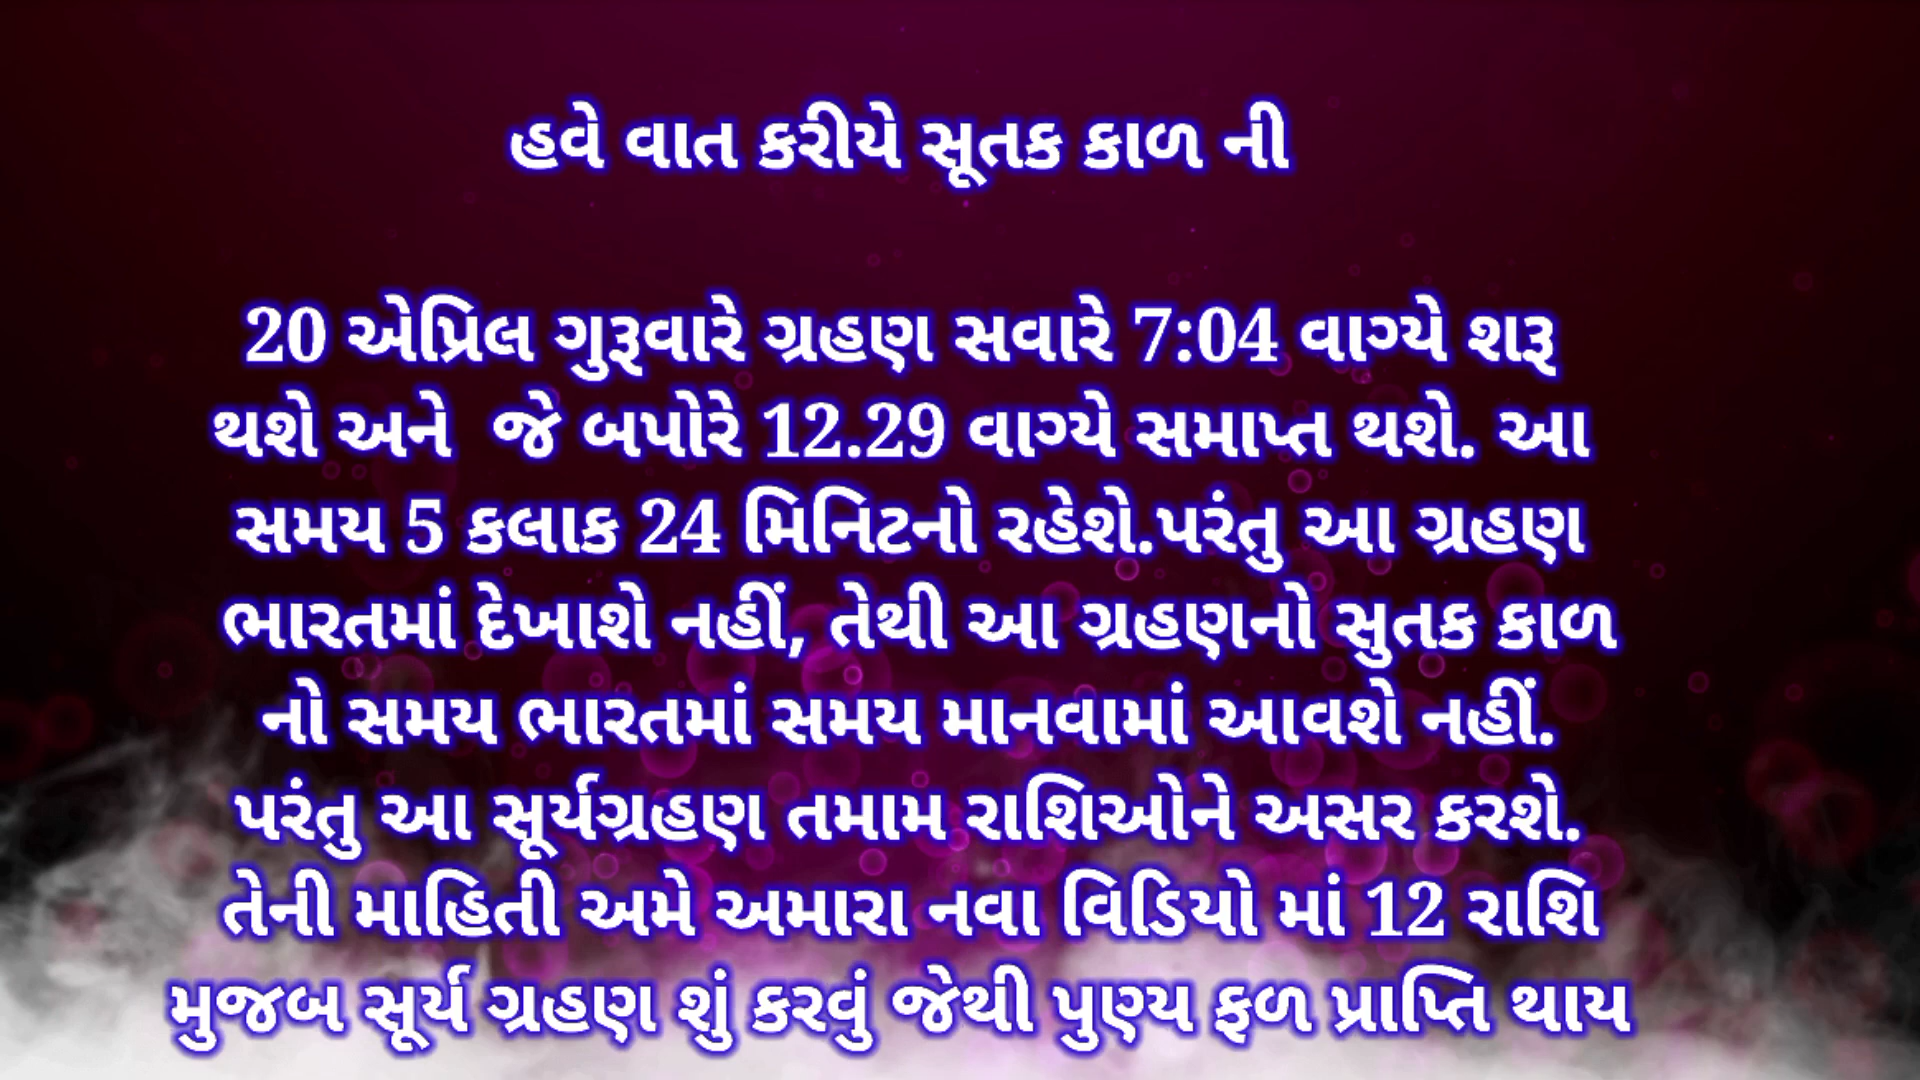 હવે વાત કરીયે સૂતક કાળ ની
20 એપ્રિલ ગુરૂવારે ગ્રહણ સવારે 7:04 વાગ્યે શરૂ
થશે અને જે બપોરે 12.29 વાગ્યે સમાપ્ત થશે. આ
સમય 5 કલાક 24 મિનિટનો રહેશે.પરંતુ આ ગ્રહણ
ભારતમાં દેખાશે નહીં, તેથી આ ગ્રહણનો સુતક કાળ
નો સમય ભારતમાં સમય માનવામાં આવશે નહીં.
પરંતુ આ સૂર્યગ્રહણ તમામ રાશિઓને અસર કરશે.
તેની માહિતી અમે અમારા નવા વિડિયો માં 12 રાશિ
મુજબ સૂર્ય ગ્રહણ શું કરવું જેથી પુણ્ય ફળ પ્રાપ્તિ થાય